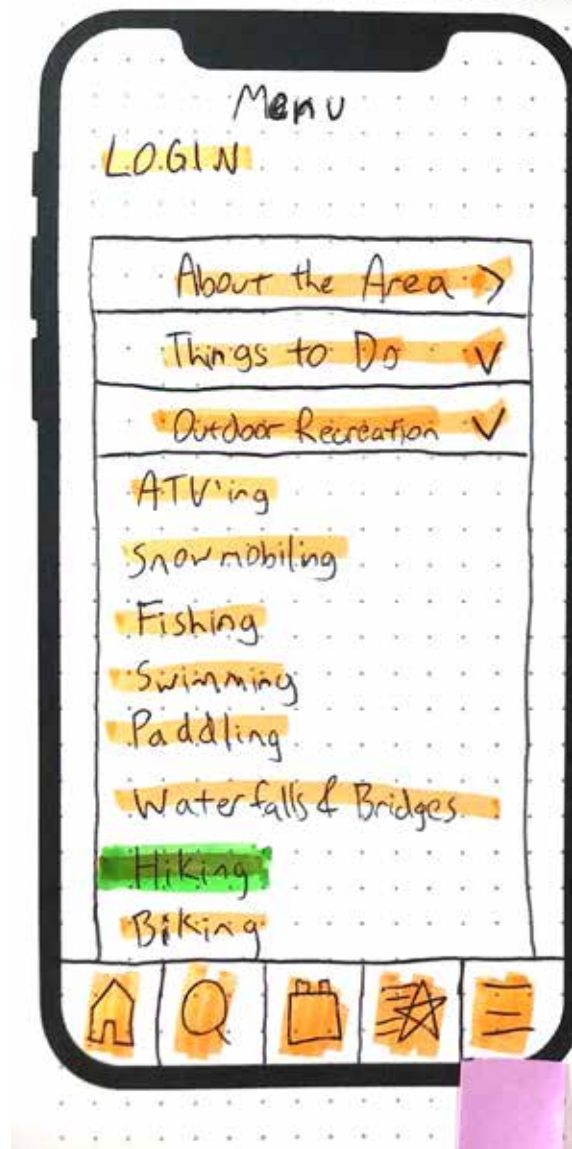 Menu
LOGIN
About the Area >
Things to Do ∨
Outdoor Recreation ∨
ATV'ing
Snowmobiling
Fishing
Swimming
Paddling
Waterfalls & Bridges
Hiking
Biking